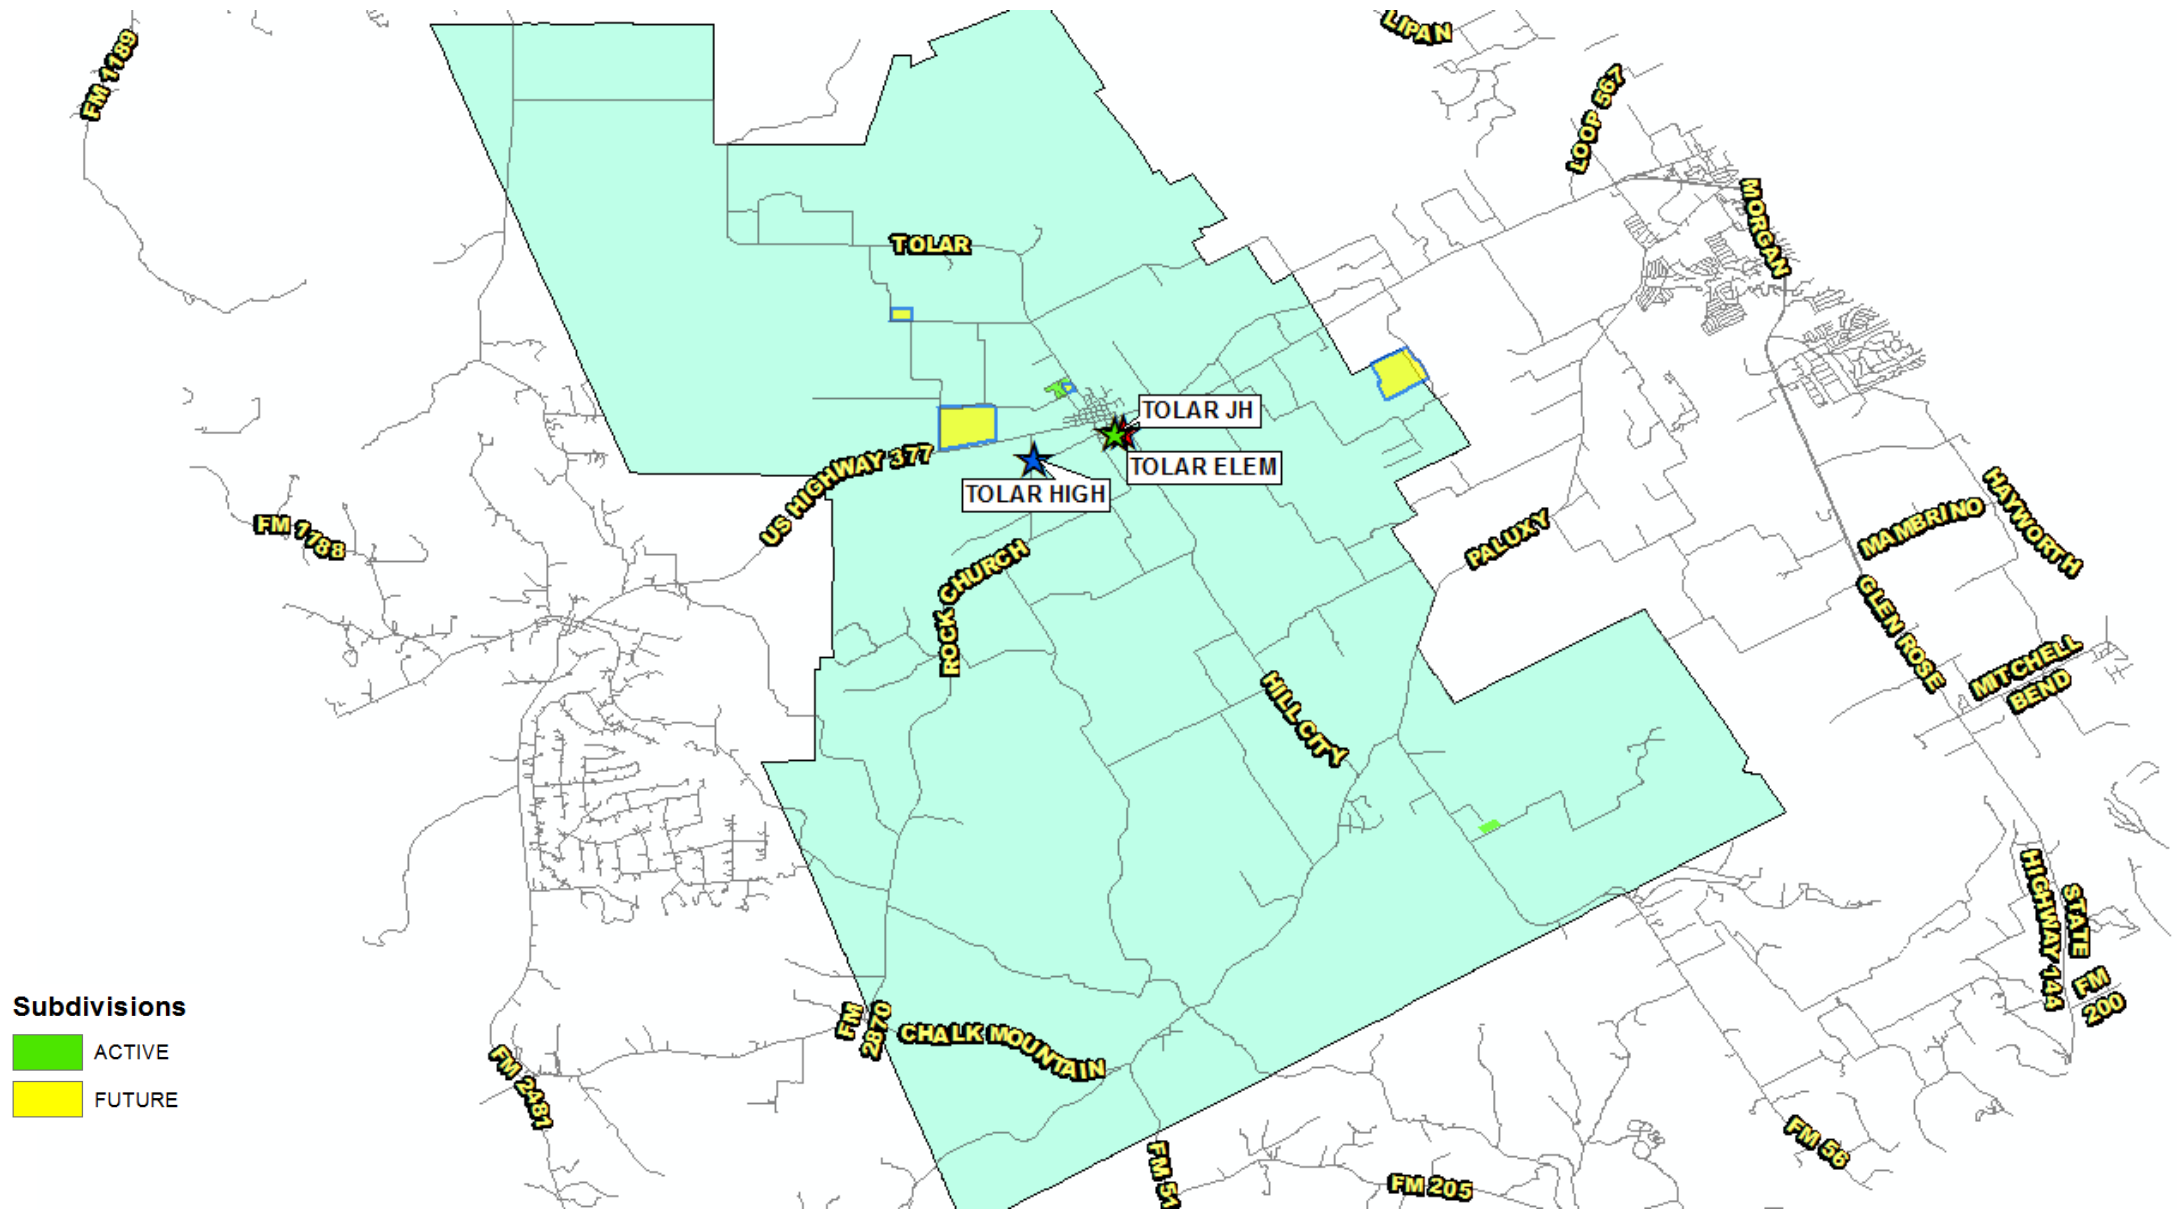 LIPAN
FM 1189
LOOP 567
MORGAN
TOLAR
TOLAR JH
TOLAR ELEM
US HIGHWAY 377
TOLAR HIGH
FM 1788
PALUXY
HAYWORTH
MAMBRINO
ROCK CHURCH
GLEN ROSE
MITCHELL
BEND
HILL CITY
STATE
HIGHWAY 144
FM
200
Subdivisions
ACTIVE
FUTURE
FM
2870
CHALK MOUNTAIN
FM 2481
FM 56
FM 51
FM 205